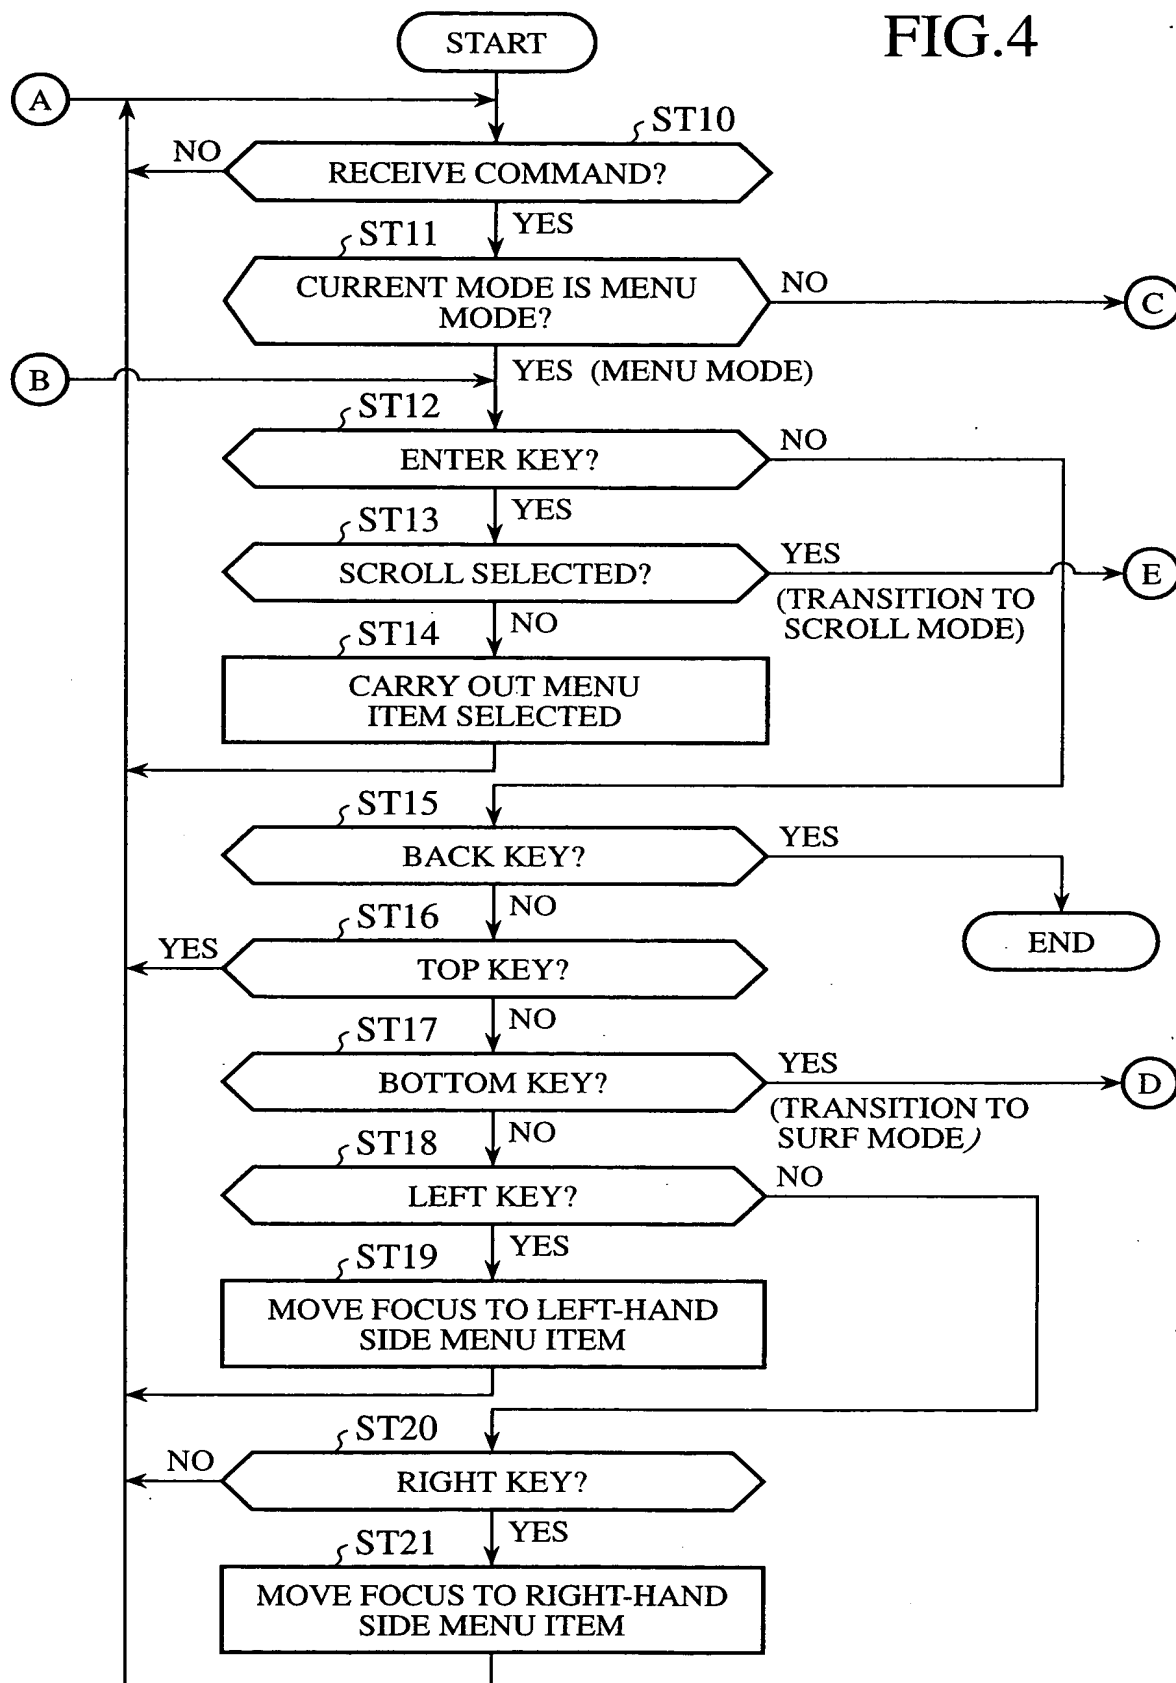 FIG.4
START
A
ST10
NO
RECEIVE COMMAND?
YES
ST11
CURRENT MODE IS MENU
MODE?
NO
C
B
YES (MENU MODE)
ST12
ENTER KEY?
NO
YES
ST13
SCROLL SELECTED?
YES
E
(TRANSITION TO
SCROLL MODE)
NO
ST14
CARRY OUT MENU
ITEM SELECTED
ST15
BACK KEY?
YES
NO
END
ST16
YES
TOP KEY?
NO
ST17
BOTTOM KEY?
YES
D
(TRANSITION TO
SURF MODE)
NO
ST18
LEFT KEY?
NO
YES
ST19
MOVE FOCUS TO LEFT-HAND
SIDE MENU ITEM
ST20
NO
RIGHT KEY?
YES
ST21
MOVE FOCUS TO RIGHT-HAND
SIDE MENU ITEM